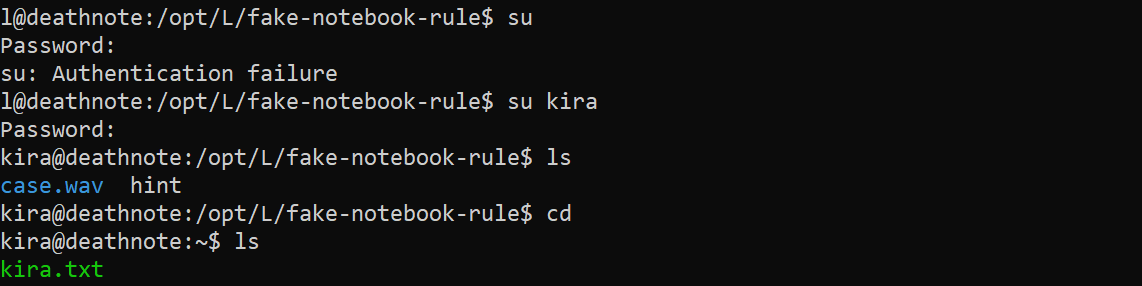 l@deathnote:/opt/L/fake-notebook-rule$ su
Password:
su: Authentication failure
l@deathnote:/opt/L/fake-notebook-rule$ su kira
Password:
kira@deathnote:/opt/L/fake-notebook-rule$ ls
case.wav  hint
kira@deathnote:/opt/L/fake-notebook-rule$ cd
kira@deathnote:~$ ls
kira.txt